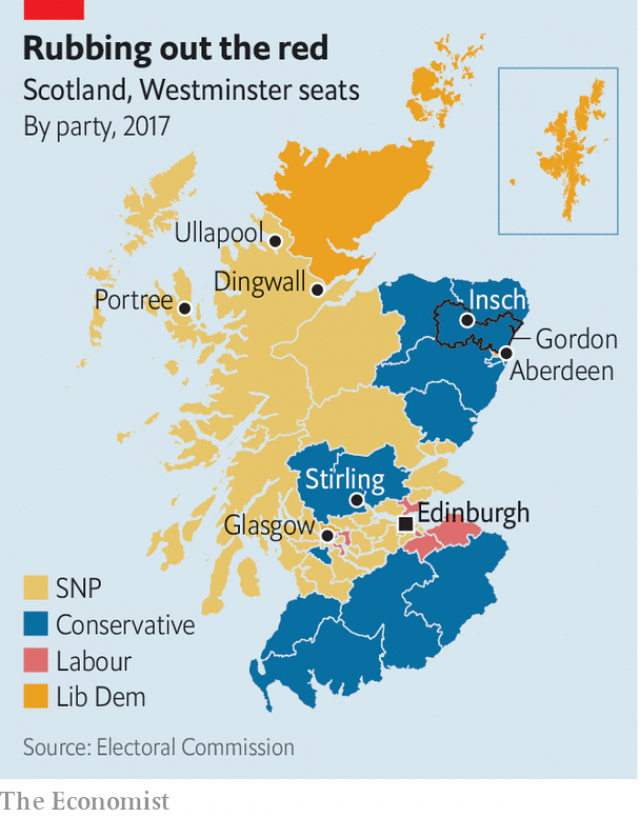 Rubbing out the red
Scotland, Westminster seats
By party, 2017
Ullapool
Dingwall
Portree
Insch
Gordon
Aberdeen
Stirling
Edinburgh
Glasgow
SNP
Conservative
Labour
Lib Dem
Source: Electoral Commission
The Economist